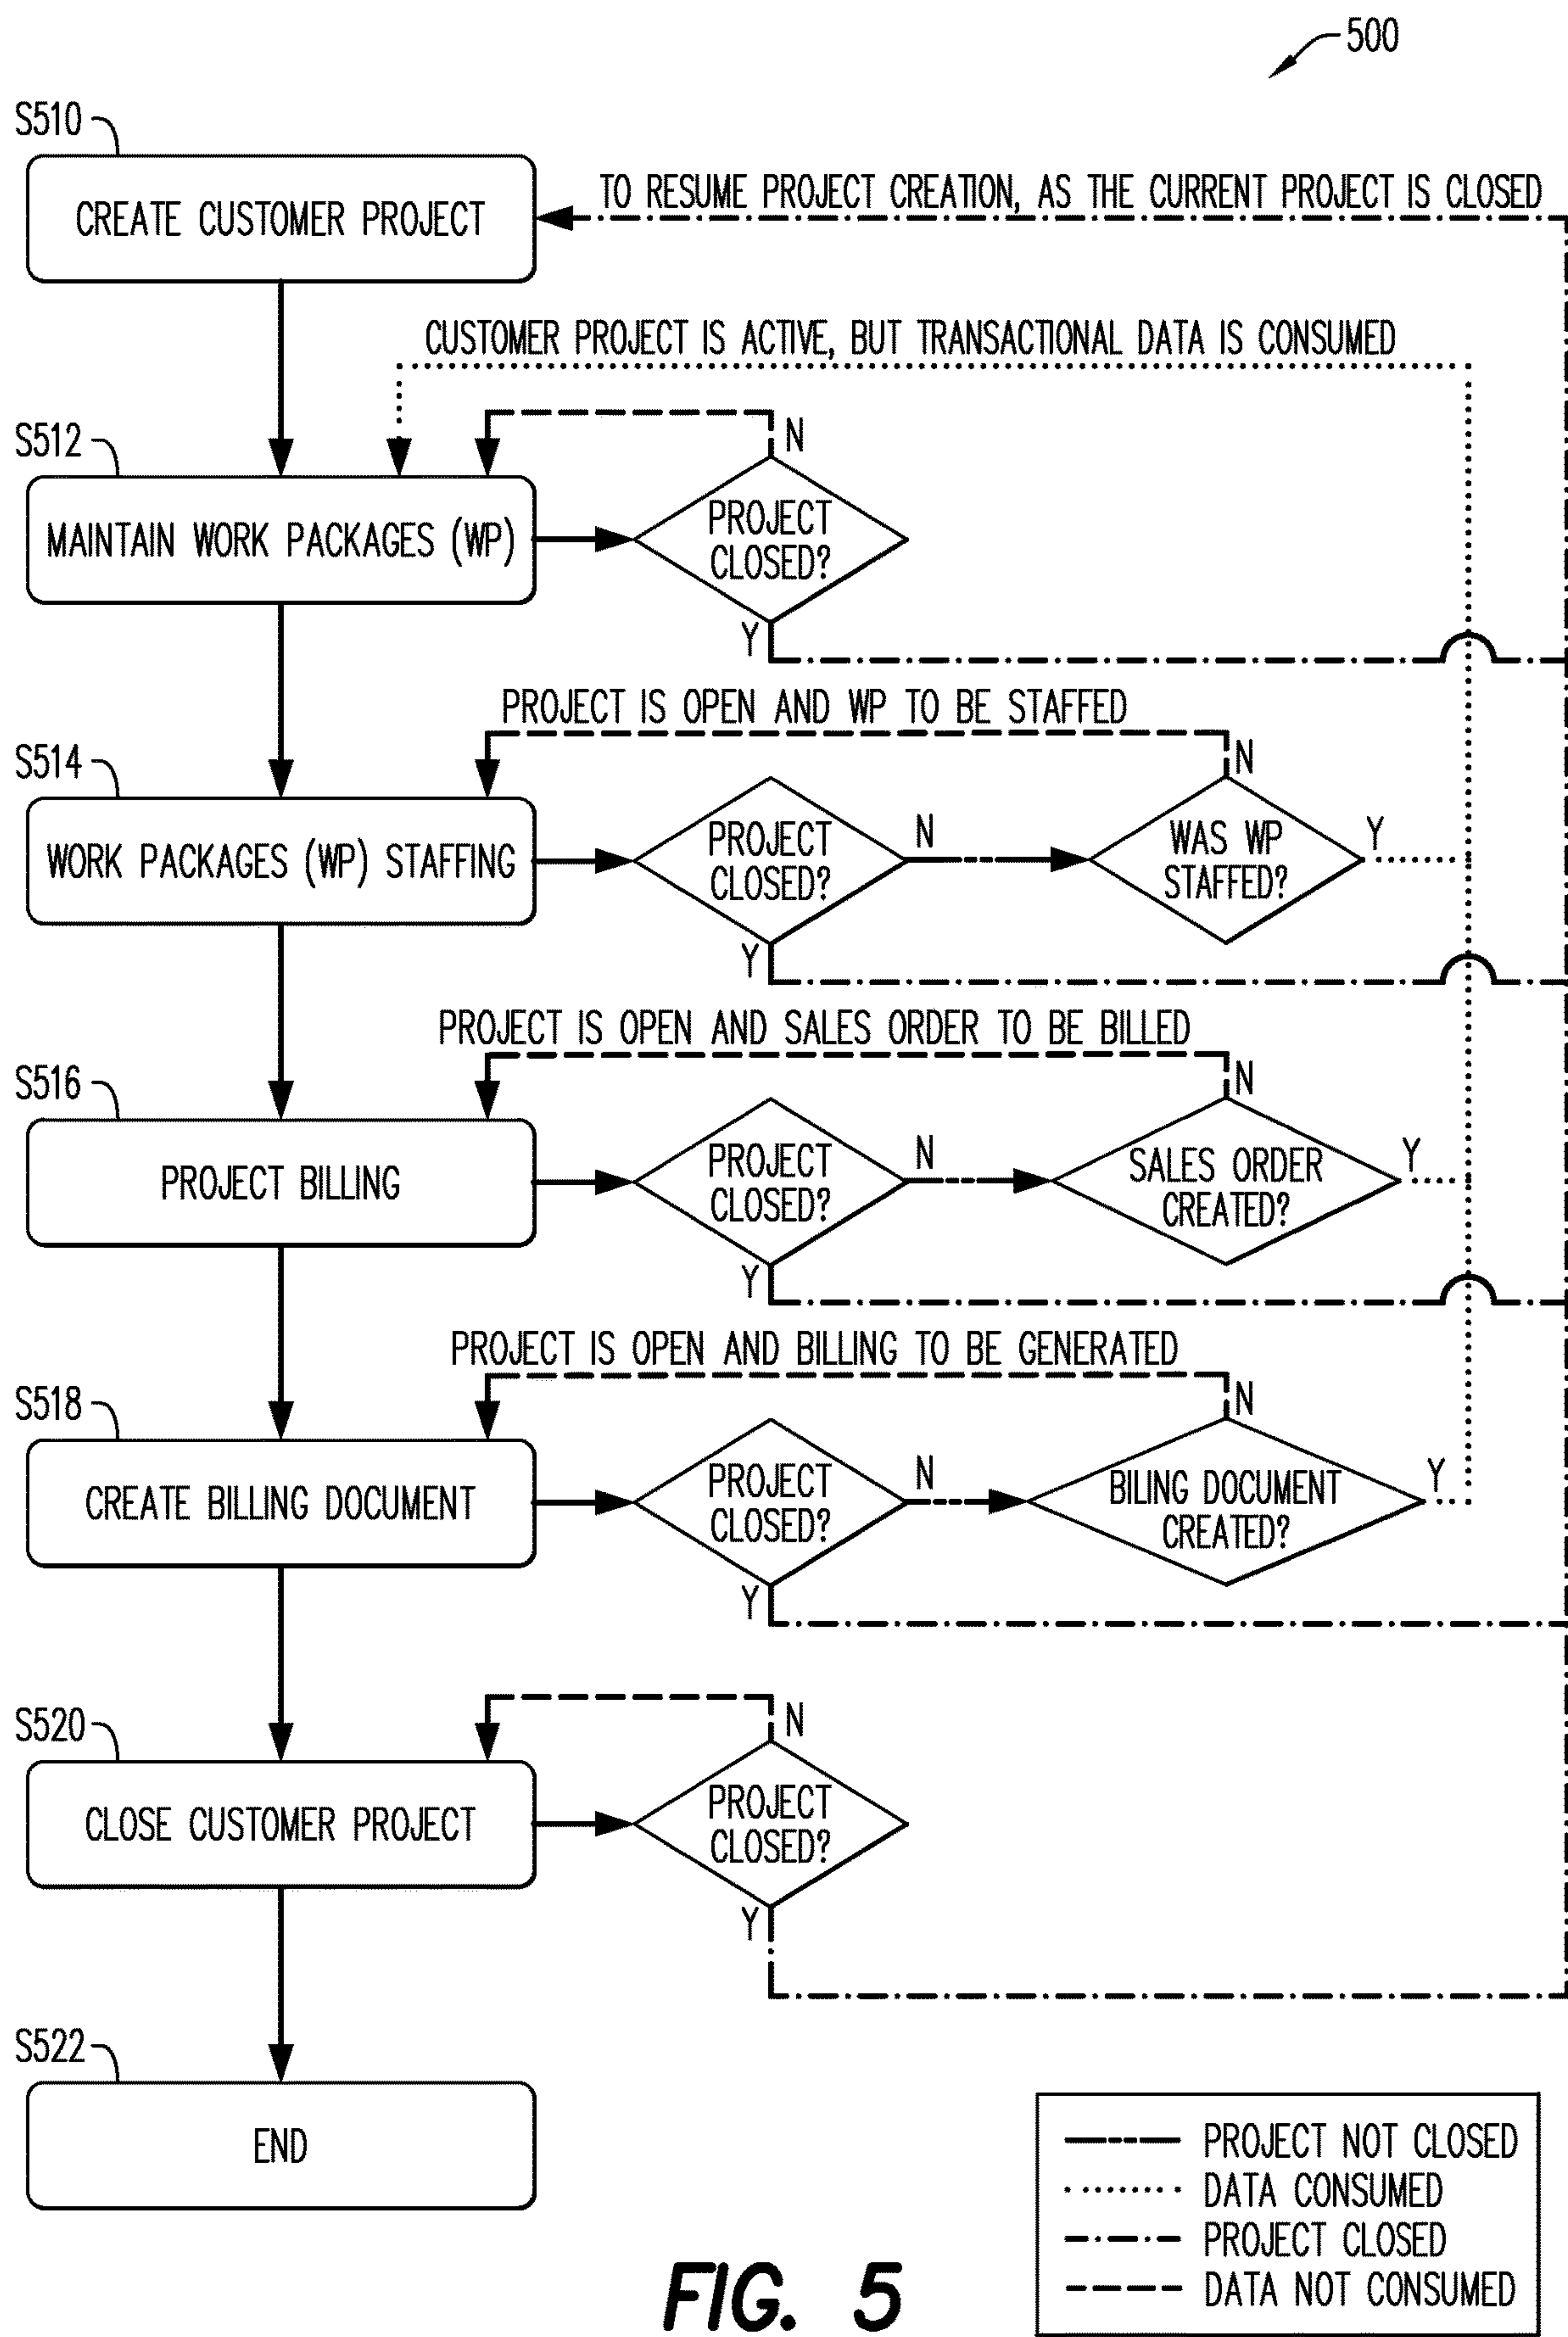 500
S510
CREATE CUSTOMER PROJECT
TO RESUME PROJECT CREATION, AS THE CURRENT PROJECT IS CLOSED
CUSTOMER PROJECT IS ACTIVE, BUT TRANSACTIONAL DATA IS CONSUMED
S512
MAINTAIN WORK PACKAGES (WP)
N
PROJECT
CLOSED?
Y
PROJECT IS OPEN AND WP TO BE STAFFED
S514
WORK PACKAGES (WP) STAFFING
PROJECT
CLOSED?
N
Y
N
WAS WP
STAFFED?
Y
PROJECT IS OPEN AND SALES ORDER TO BE BILLED
S516
PROJECT BILLING
PROJECT
CLOSED?
N
Y
N
SALES ORDER
CREATED?
Y
PROJECT IS OPEN AND BILLING TO BE GENERATED
S518
CREATE BILLING DOCUMENT
PROJECT
CLOSED?
N
Y
N
BILING DOCUMENT
CREATED?
Y
S520
CLOSE CUSTOMER PROJECT
N
PROJECT
CLOSED?
Y
S522
END
PROJECT NOT CLOSED
DATA CONSUMED
PROJECT CLOSED
DATA NOT CONSUMED
FIG. 5